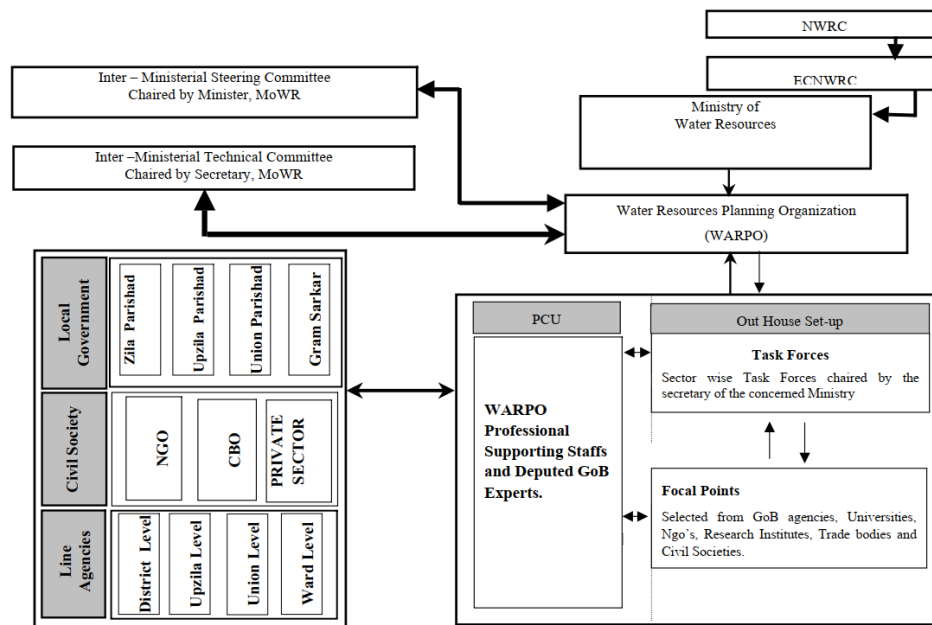 NWRC
ECNWRC
Inter – Ministerial Steering Committee
Chaired by Minister, MoWR
Ministry of
Water Resources
Inter –Ministerial Technical Committee
Chaired by Secretary, MoWR
Water Resources Planning Organization
(WARPO)
Local
Government
Zila Parishad
Upzila Parishad
Union Parishad
Gram Sarkar
Civil Society
NGO
CBO
PRIVATE
SECTOR
Line
Agencies
District Level
Upzila Level
Union Level
Ward Level
PCU
WARPO
Professional
Supporting Staffs
and Deputed GoB
Experts.
Out House Set-up
Task Forces
Sector wise Task Forces chaired by the
secretary of the concerned Ministry
Focal Points
Selected from GoB agencies, Universities,
Ngo's, Research Institutes, Trade bodies and
Civil Societies.